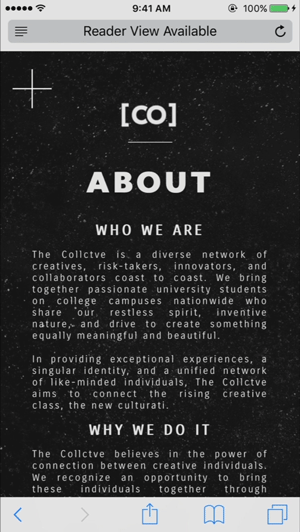 9:41 AM
100%
Reader View Available
[CO]
ABOUT
WHO WE ARE
The Collctve is a diverse network of
creatives, risk-takers, innovators, and
collaborators coast to coast. We bring
together passionate university students
on college campuses nationwide who
share our restless spirit, inventive
nature, and drive to create something
equally meaningful and beautiful.
In providing exceptional experiences, a
singular identity, and a unified network
of like-minded individuals, The Collctve
aims to connect the rising creative
class, the new culturati.
WHY WE DO IT
The Collctve believes in the power of
connection between creative individuals.
We recognize an opportunity to bring
these individuals together through